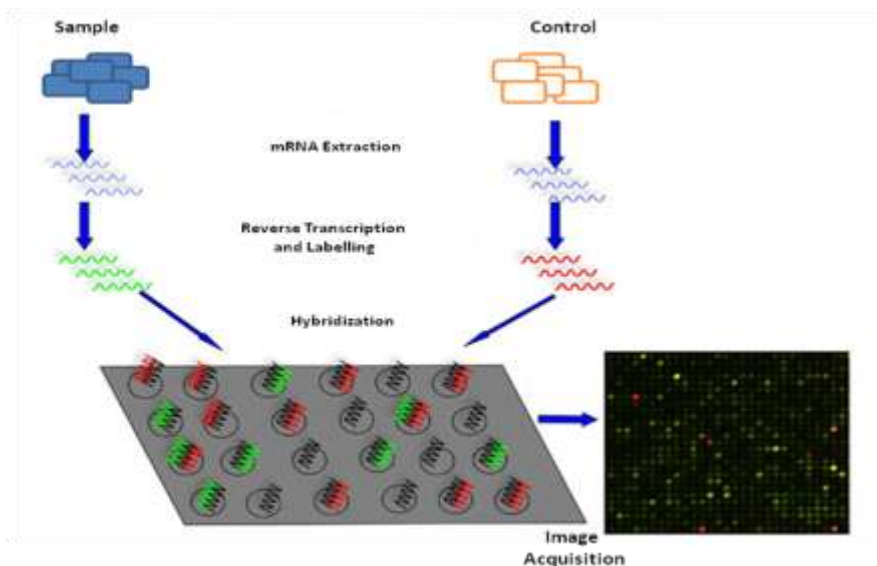 Sample
Control
mRNA Extraction
Reverse Transcription
and Labelling
Hybridization
Image
Acquisition